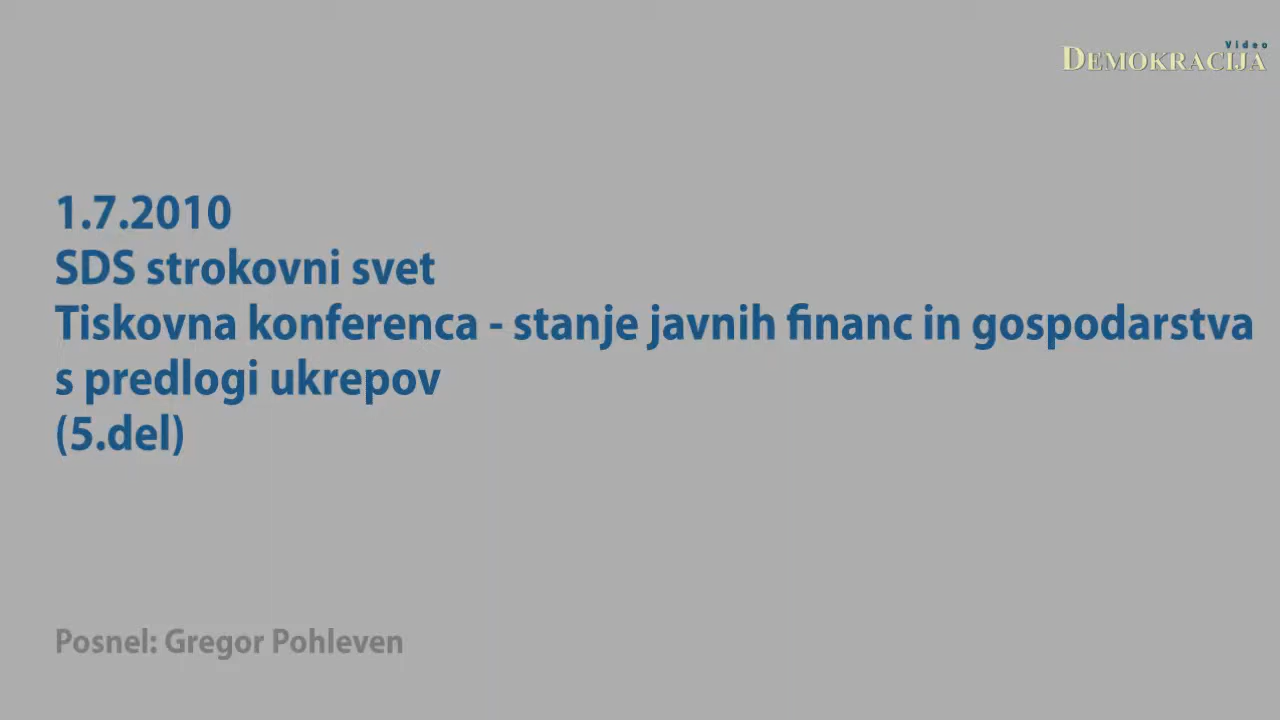 Video
DEMOKRACIJA
1.7.2010
SDS strokovni svet
Tiskovna konferenca - stanje javnih financ in gospodarstva
s predlogi ukrepov
(5.del)
Posnel: Gregor Pohleven